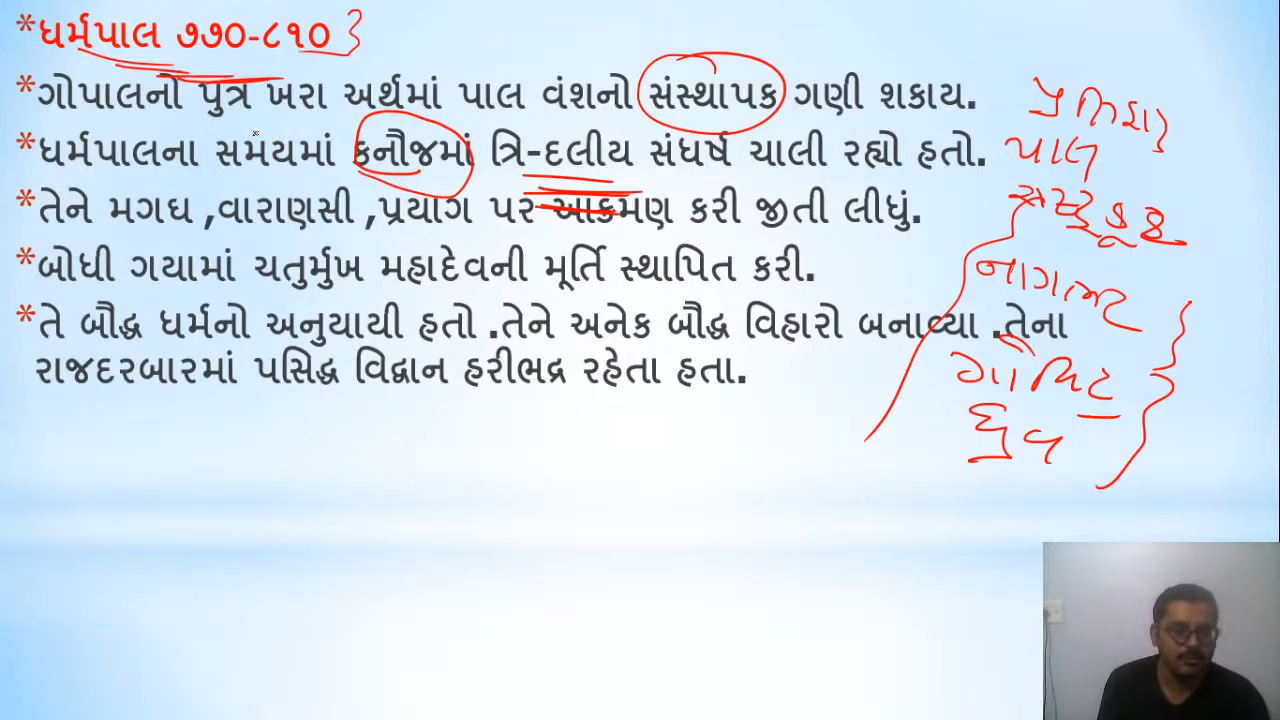 *ધર્મપાલ ૭૭૦-૮૧૦
*ગોપાલનો પુત્ર ખરા અર્થમાં પાલ વંશનો સંસ્થાપક ગણી શકાય.
*ધર્મપાલના સમયમાં કનૌજમાં ત્રિ-દલીય સંઘર્ષ ચાલી રહ્યો હતો.
*તેને મગધ ,વારાણસી ,પ્રયાગ પર આક્રમણ કરી જીતી લીધું.
*બોધી ગયામાં ચતુર્મુખ મહાદેવની મૂર્તિ સ્થાપિત કરી.
*તે બૌદ્ધ ધર્મનો અનુયાયી હતો .તેને અનેક બૌદ્ધ વિહારો બનાવ્યા .તેના
રાજદરબારમાં પસિદ્ધ વિદ્વાન હરીભદ્ર રહેતા હતા.
પાલ
નાગભટ
ધ્રુવ